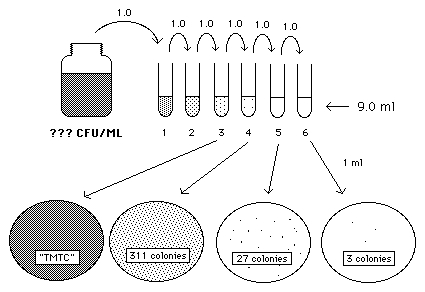 1.0
1.0 1.0 1.0 1.0 1.0
9.0 ml
??? CFU/ML
1 2 3 4 5 6
1 ml
"TMTC"
311 colonies
27 colonies
3 colonies